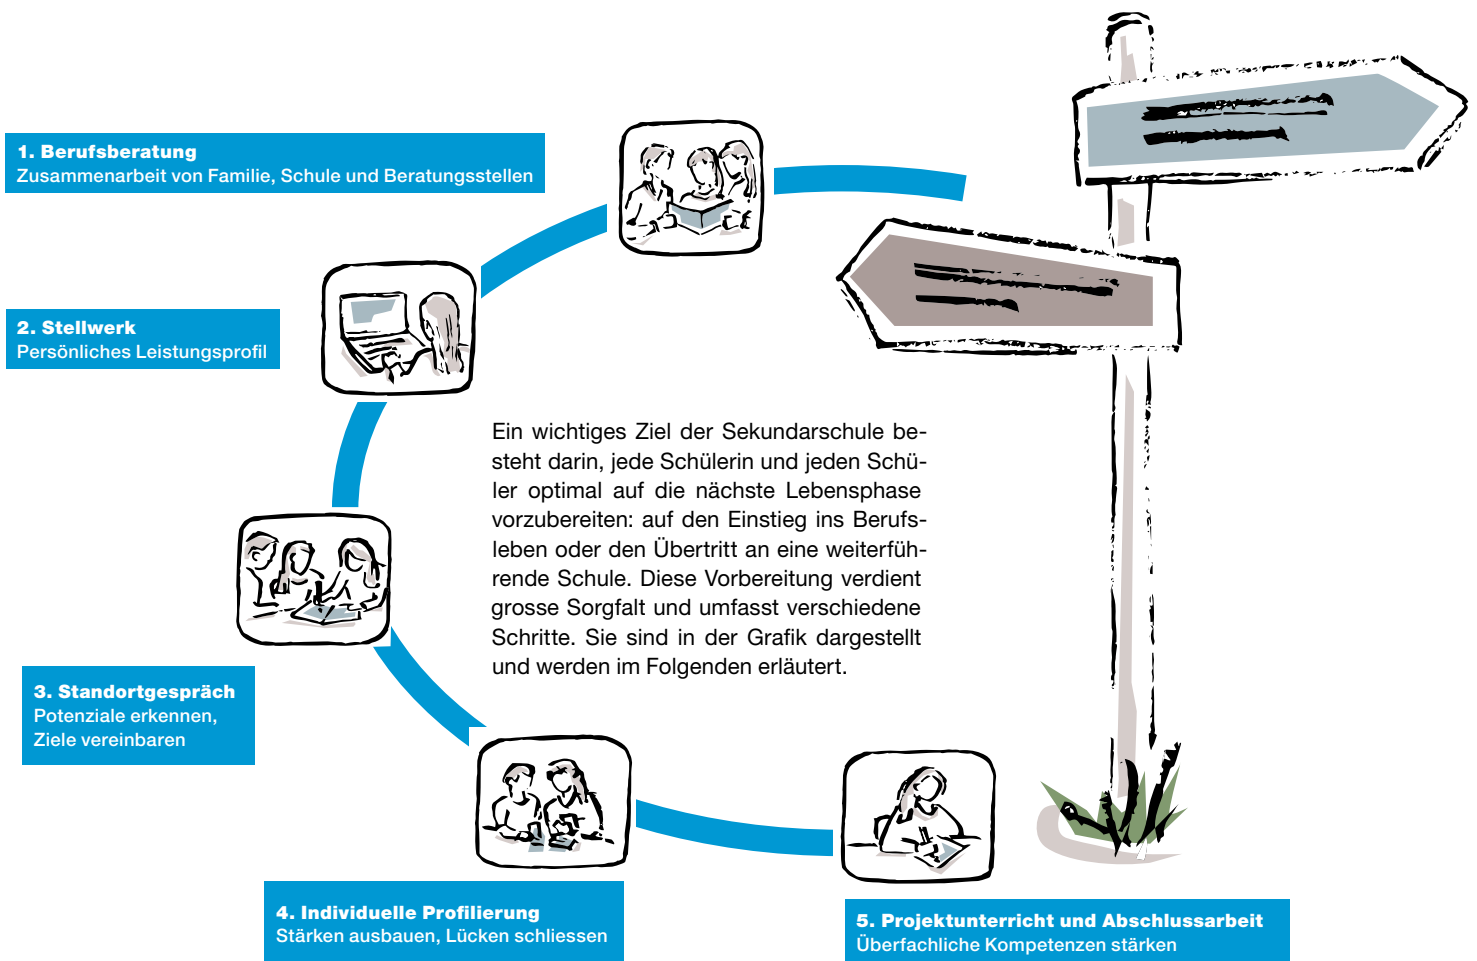 1. Berufsberatung
Zusammenarbeit von Familie, Schule und Beratungsstellen
2. Stellwerk
Persönliches Leistungsprofil
Ein wichtiges Ziel der Sekundarschule be-
steht darin, jede Schülerin und jeden Schü-
ler optimal auf die nächste Lebensphase
vorzubereiten: auf den Einstieg ins Berufs-
leben oder den Übertritt an eine weiterfüh-
rende Schule. Diese Vorbereitung verdient
grosse Sorgfalt und umfasst verschiedene
Schritte. Sie sind in der Grafik dargestellt
und werden im Folgenden erläutert.
3. Standortgespräch
Potenziale erkennen,
Ziele vereinbaren
4. Individuelle Profilierung
Stärken ausbauen, Lücken schliessen
5. Projektunterricht und Abschlussarbeit
Überfachliche Kompetenzen stärken